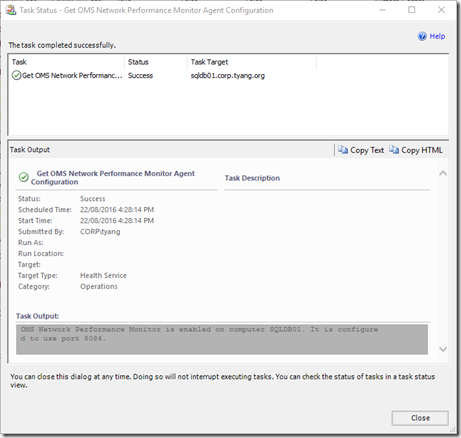 Task Status - Get OMS Network Performance Monitor Agent Configuration
Help
The task completed successfully.
Task Status Task Target
Get OMS Network Performanc... Success sqldb01.corp.tyang.org
Task Output Copy Text Copy HTML
Get OMS Network Performance Monitor Agent
Configuration
Task Description
Status: Success
Scheduled Time: 22/08/2016 4:28:14 PM
Start Time: 22/08/2016 4:28:14 PM
Submitted By: CORP\tyang
Run As:
Run Location:
Target:
Target Type: Health Service
Category: Operations
Task Output:
OMS Network Performance Monitor is enabled on computer SQLDB01. It is configure
d to use port 8084.
You can close this dialog at any time. Doing so will not interrupt executing tasks. You can check the status of tasks in a task status
view.
Close